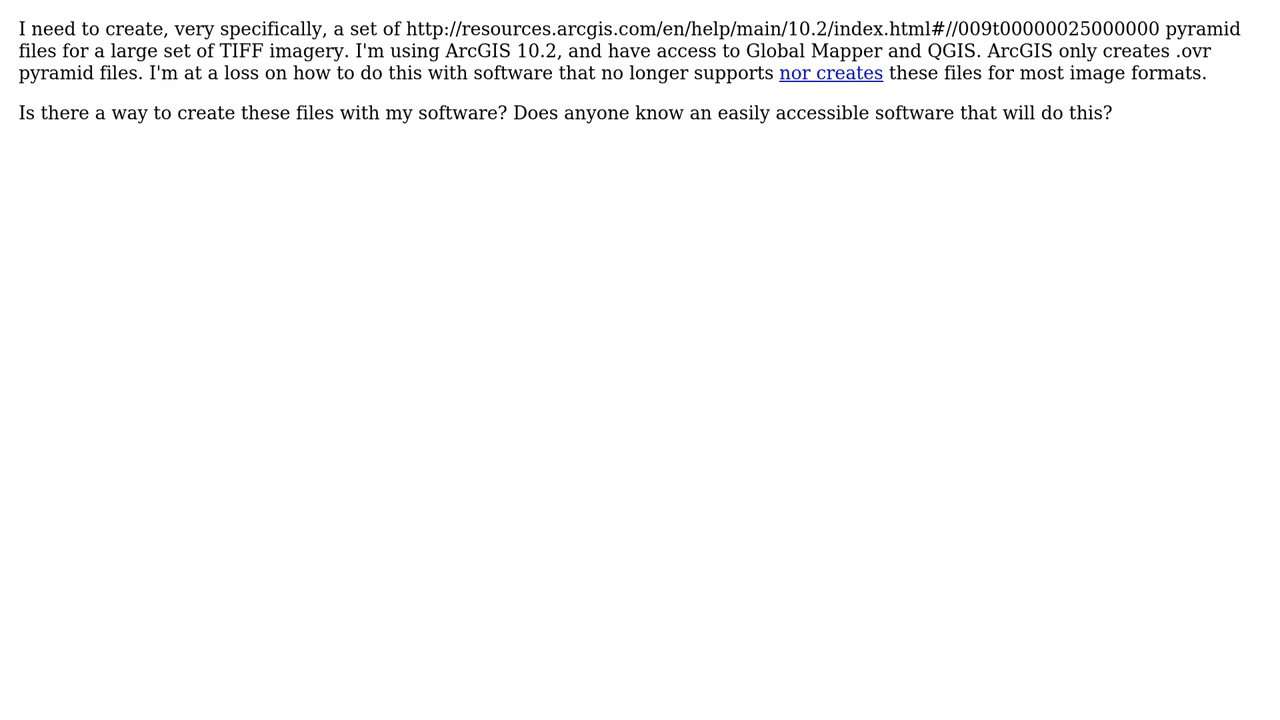 I need to create, very specifically, a set of http://resources.arcgis.com/en/help/main/10.2/index.html#//009t00000025000000 pyramid
files for a large set of TIFF imagery. I'm using ArcGIS 10.2, and have access to Global Mapper and QGIS. ArcGIS only creates .ovr
pyramid files. I'm at a loss on how to do this with software that no longer supports nor creates these files for most image formats.
Is there a way to create these files with my software? Does anyone know an easily accessible software that will do this?